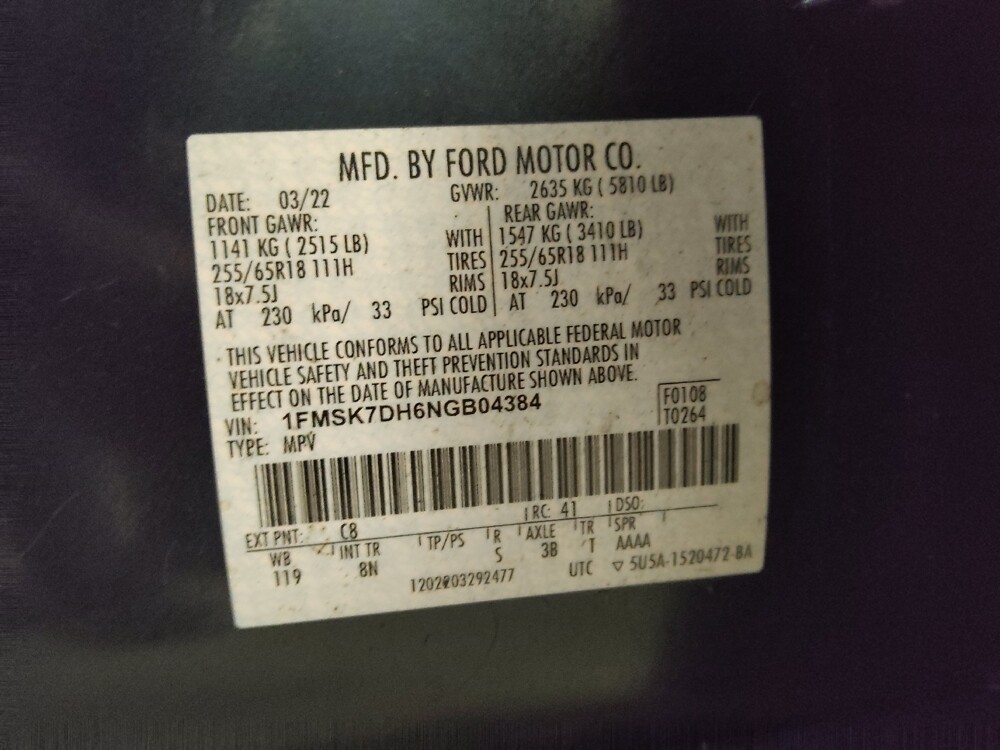 MFD. BY FORD MOTOR CO.
DATE: 03/22 GVWR: 2635 KG ( 5810 LB)
FRONT GAWR: REAR GAWR:
1141 KG ( 2515 LB) WITH 1547 KG ( 3410 LB) WITH
255/65R18 111H TIRES 255/65R18 111H TIRES
18x7.5J RIMS 18x7.5J RIMS
AT 230 kPa/ 33 PSI COLD AT 230 kPa/ 33 PSI COLD
THIS VEHICLE CONFORMS TO ALL APPLICABLE FEDERAL MOTOR
VEHICLE SAFETY AND THEFT PREVENTION STANDARDS IN
EFFECT ON THE DATE OF MANUFACTURE SHOWN ABOVE.
VIN: 1FMSK7DH6NGB04384 F0108
TYPE: MPV T0264
EXT PNT: C8 RC: 41 DSO:
WB INT TR TP/PS R AXLE TR SPR
119 8N S 3B T AAAA
1202203292477 UTC ▽ 5U5A-1520472-BA